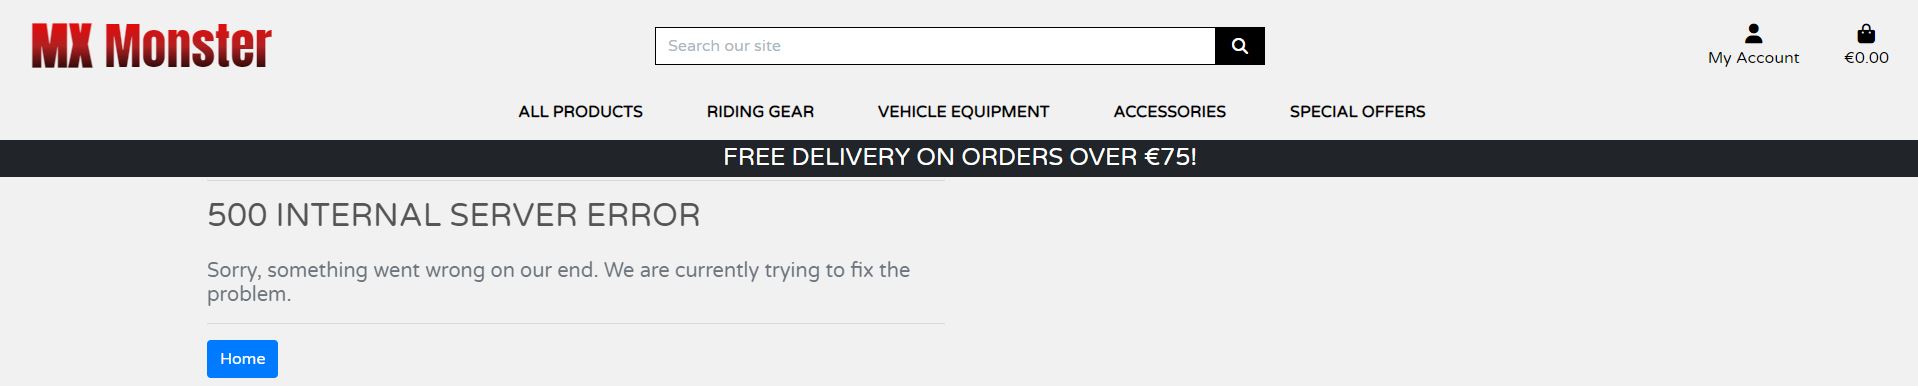 MX Monster
Search our site
My Account
€0.00
ALL PRODUCTS
RIDING GEAR
VEHICLE EQUIPMENT
ACCESSORIES
SPECIAL OFFERS
FREE DELIVERY ON ORDERS OVER €75!
500 INTERNAL SERVER ERROR
Sorry, something went wrong on our end. We are currently trying to fix the
problem.
Home